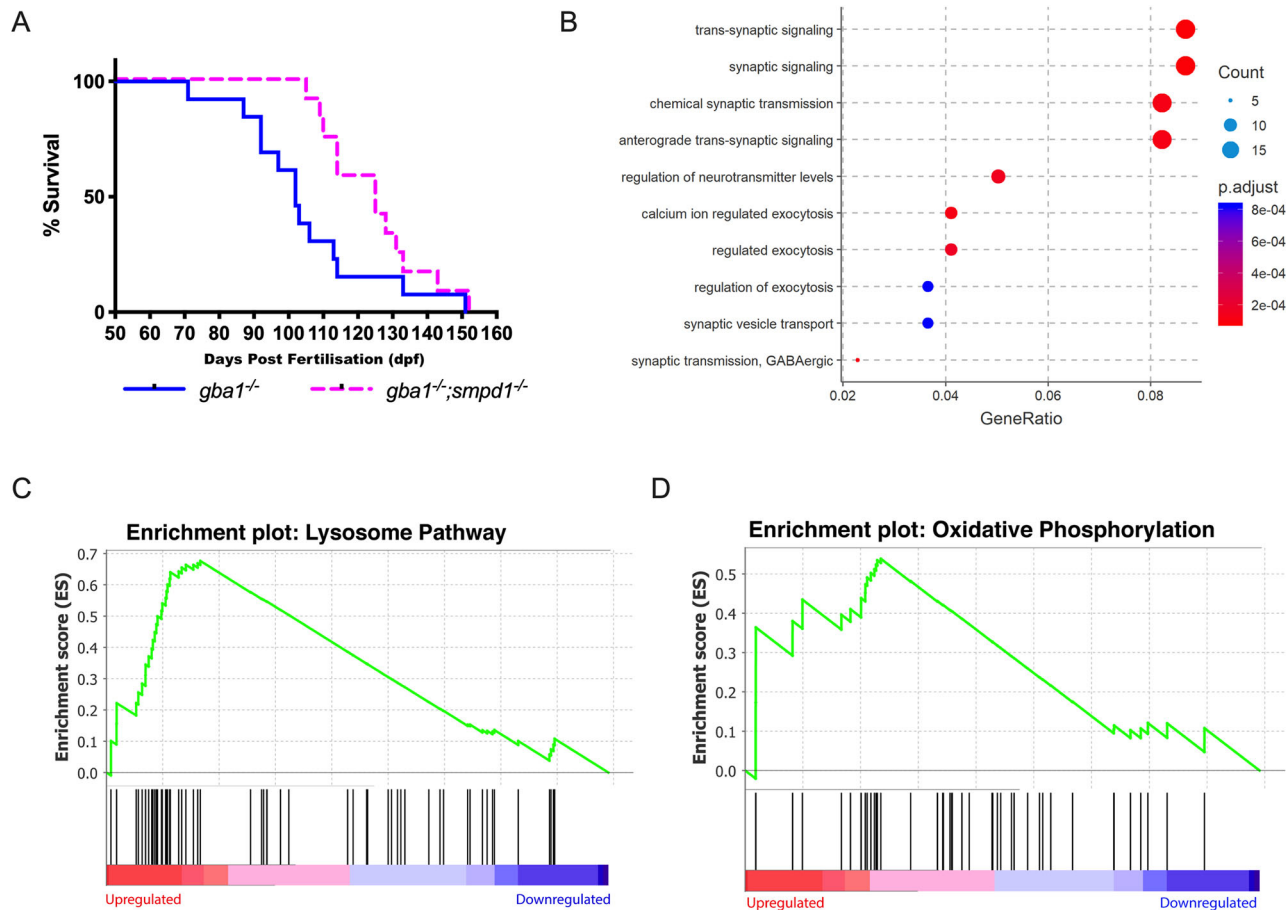 A
100
50
0
% Survival
50 60 70 80 90 100 110 120 130 140 150 160
Days Post Fertilisation (dpf)
gba1-/- gba1-/-;smpd1-/-
B
trans-synaptic signaling
synaptic signaling
chemical synaptic transmission
anterograde trans-synaptic signaling
regulation of neurotransmitter levels
calcium ion regulated exocytosis
regulated exocytosis
regulation of exocytosis
synaptic vesicle transport
synaptic transmission, GABAergic
0.02 0.04 0.06 0.08
GeneRatio
Count
5
10
15
p.adjust
8e-04
6e-04
4e-04
2e-04
C
Enrichment plot: Lysosome Pathway
Enrichment score (ES)
0.7
0.6
0.5
0.4
0.3
0.2
0.1
0.0
Upregulated Downregulated
D
Enrichment plot: Oxidative Phosphorylation
Enrichment score (ES)
0.5
0.4
0.3
0.2
0.1
0.0
Upregulated Downregulated